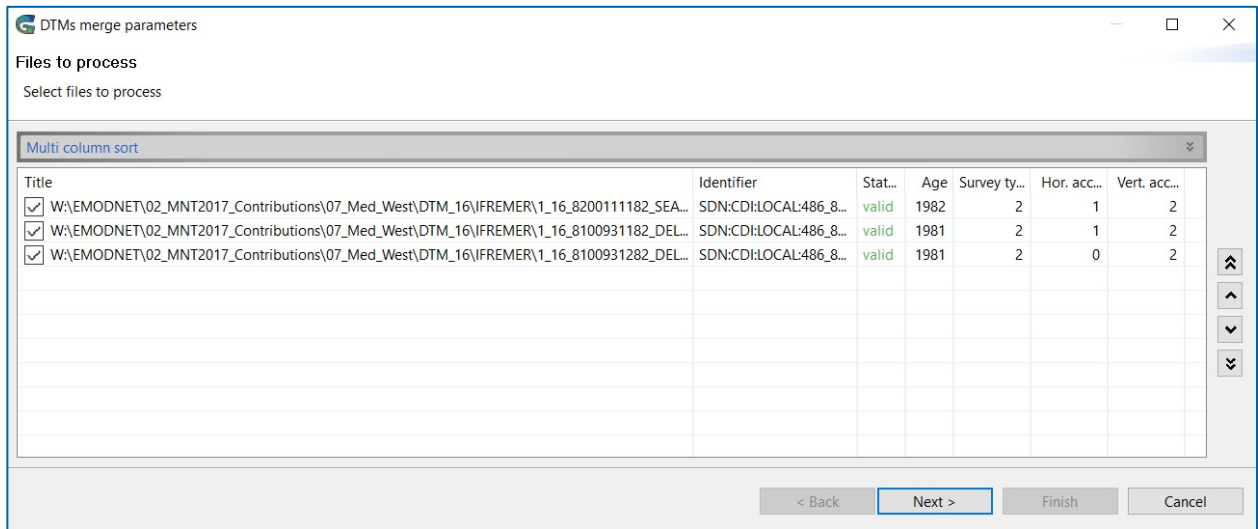 DTMs merge parameters
Files to process
Select files to process
Multi column sort
Title Identifier Stat... Age Survey ty... Hor. acc... Vert. acc...
W:\EMODNET\02_MNT2017_Contributions\07_Med_West\DTM_16\IFREMER\1_16_8200111182_SEA... SDN:CDI:LOCAL:486_8... valid 1982 2 1 2
W:\EMODNET\02_MNT2017_Contributions\07_Med_West\DTM_16\IFREMER\1_16_8100931182_DEL... SDN:CDI:LOCAL:486_8... valid 1981 2 1 2
W:\EMODNET\02_MNT2017_Contributions\07_Med_West\DTM_16\IFREMER\1_16_8100931282_DEL... SDN:CDI:LOCAL:486_8... valid 1981 2 0 2
< Back Next > Finish Cancel